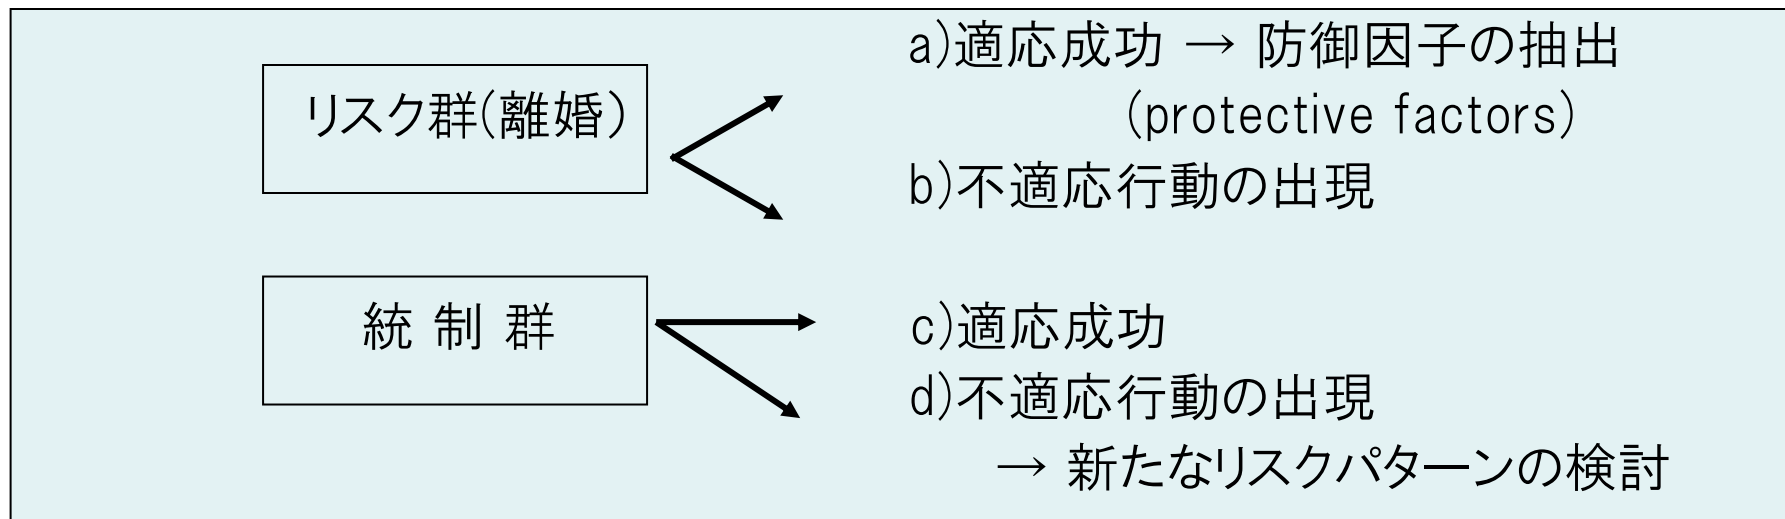 a)適応成功 → 防御因子の抽出
リスク群(離婚)
(protective factors)
b)不適応行動の出現
統 制 群
c)適応成功
d)不適応行動の出現
→ 新たなリスクパターンの検討